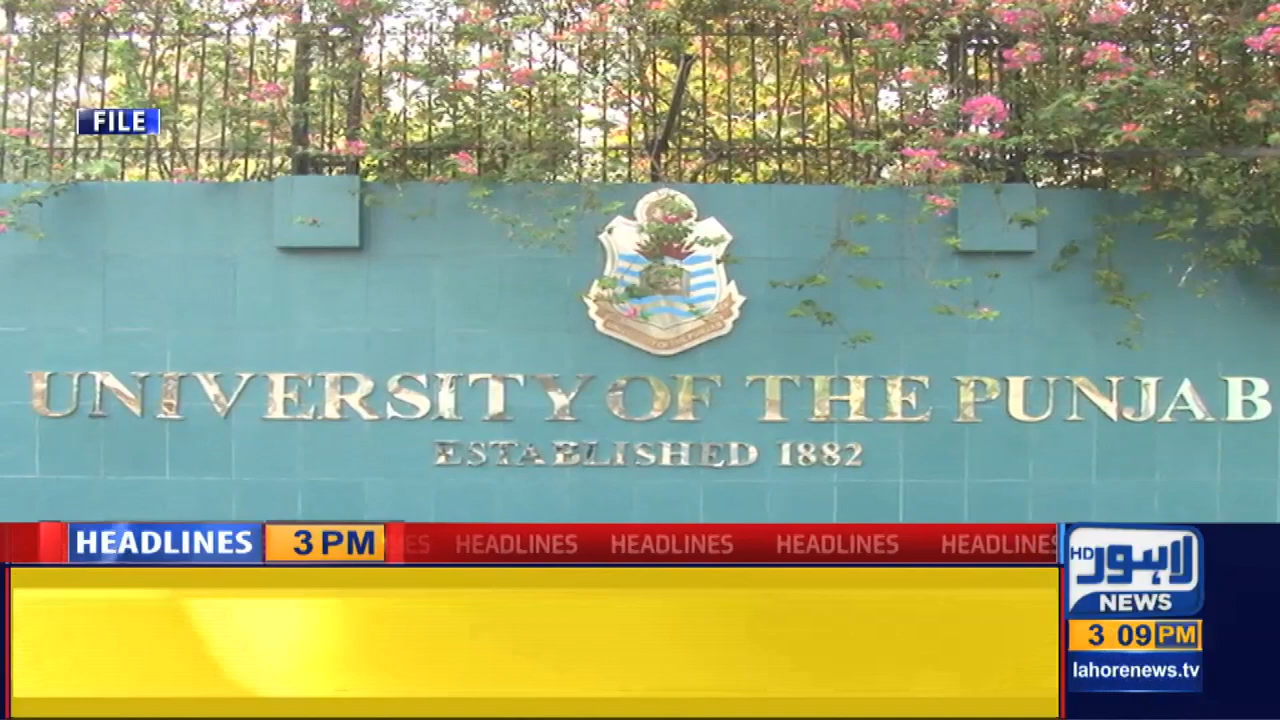 FILE
UNIVERSITY OF THE PUNJAB
ESTABLISHED 1882
HEADLINES 3 PM ES HEADLINES HEADLINES HEADLINES HEADLINES
HD لاہور
NEWS
3 09 PM
lahorenews.tv